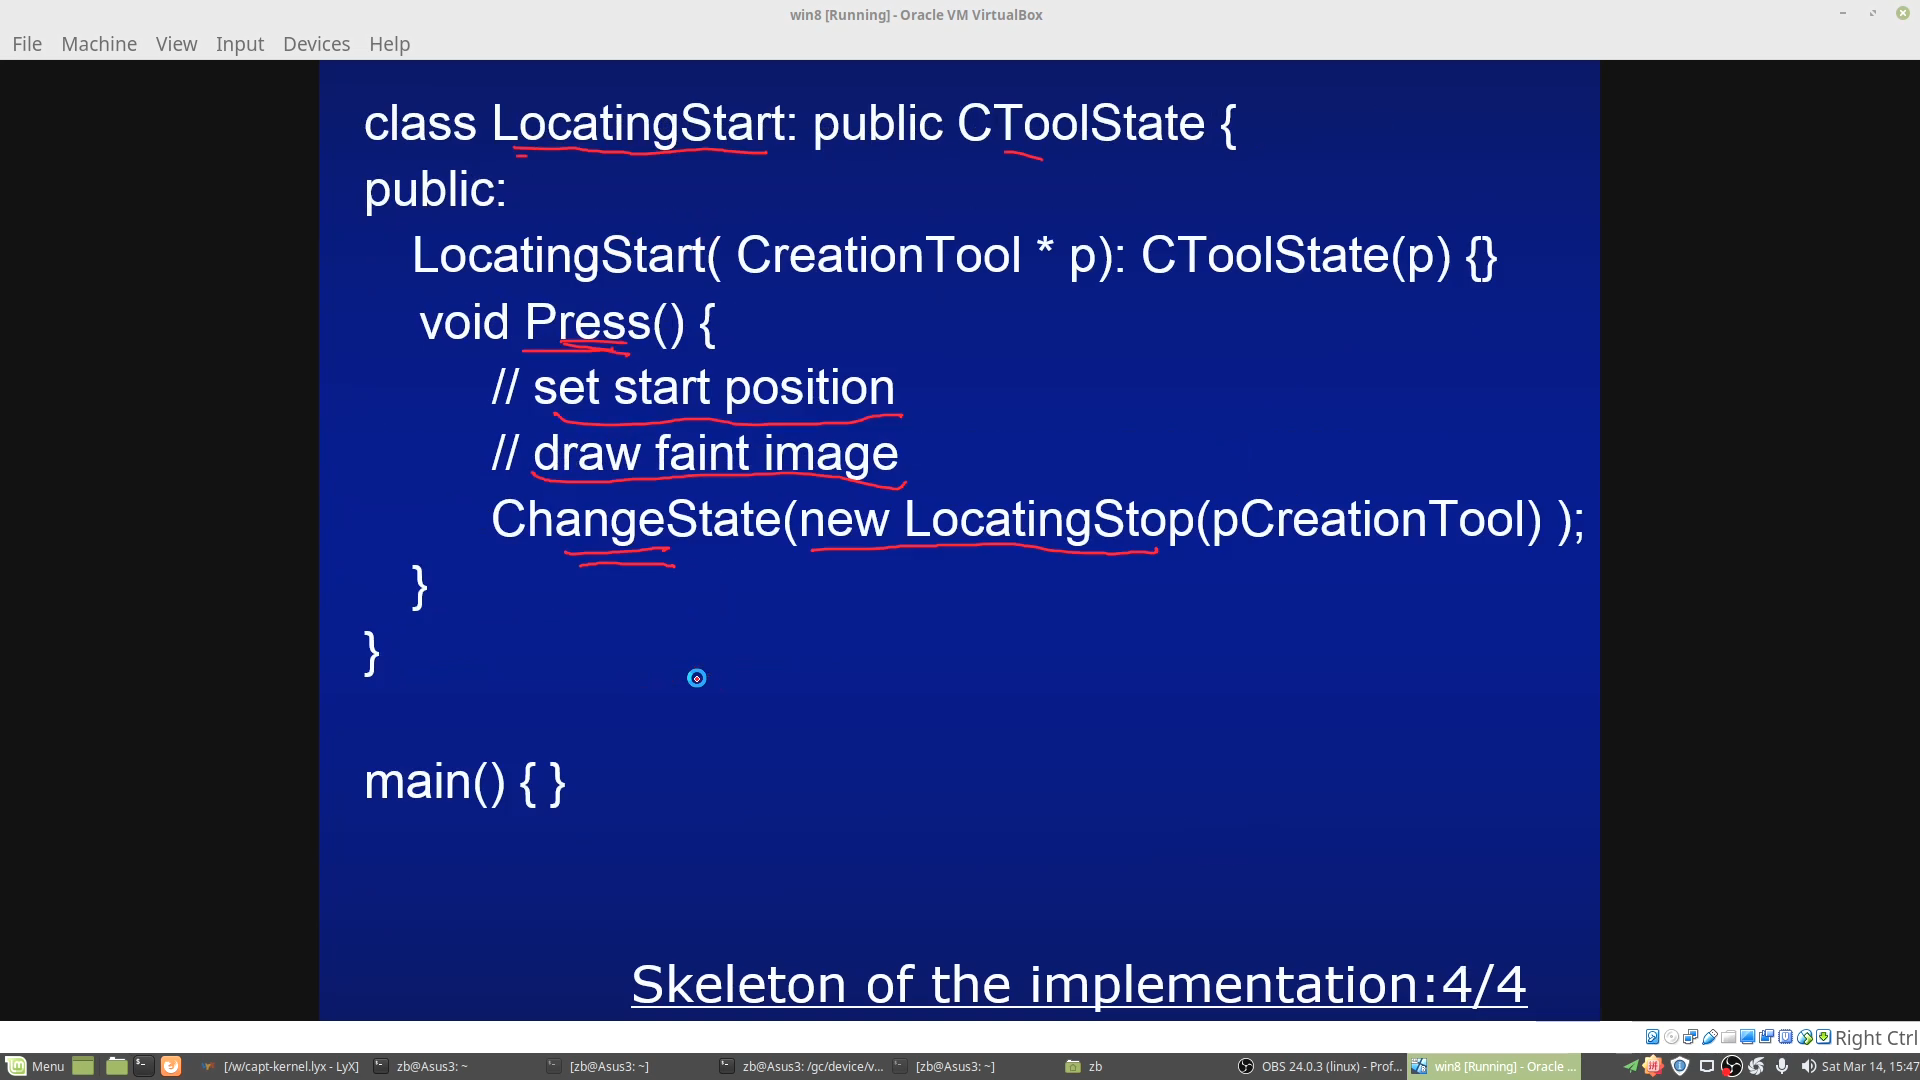 win8 [Running] - Oracle VM VirtualBox
File Machine View Input Devices Help
class LocatingStart: public CToolState {
public:
LocatingStart( CreationTool * p): CToolState(p) {}
void Press() {
// set start position
// draw faint image
ChangeState(new LocatingStop(pCreationTool) );
}
}
main() { }
Skeleton of the implementation:4/4
Right Ctrl
Menu [/w/capt-kernel.lyx - LyX] zb@Asus3: ~ [zb@Asus3: ~] zb@Asus3: /gc/device/v... [zb@Asus3: ~] zb OBS 24.0.3 (linux) - Prof... win8 [Running] - Oracle ... Sat Mar 14, 15:47